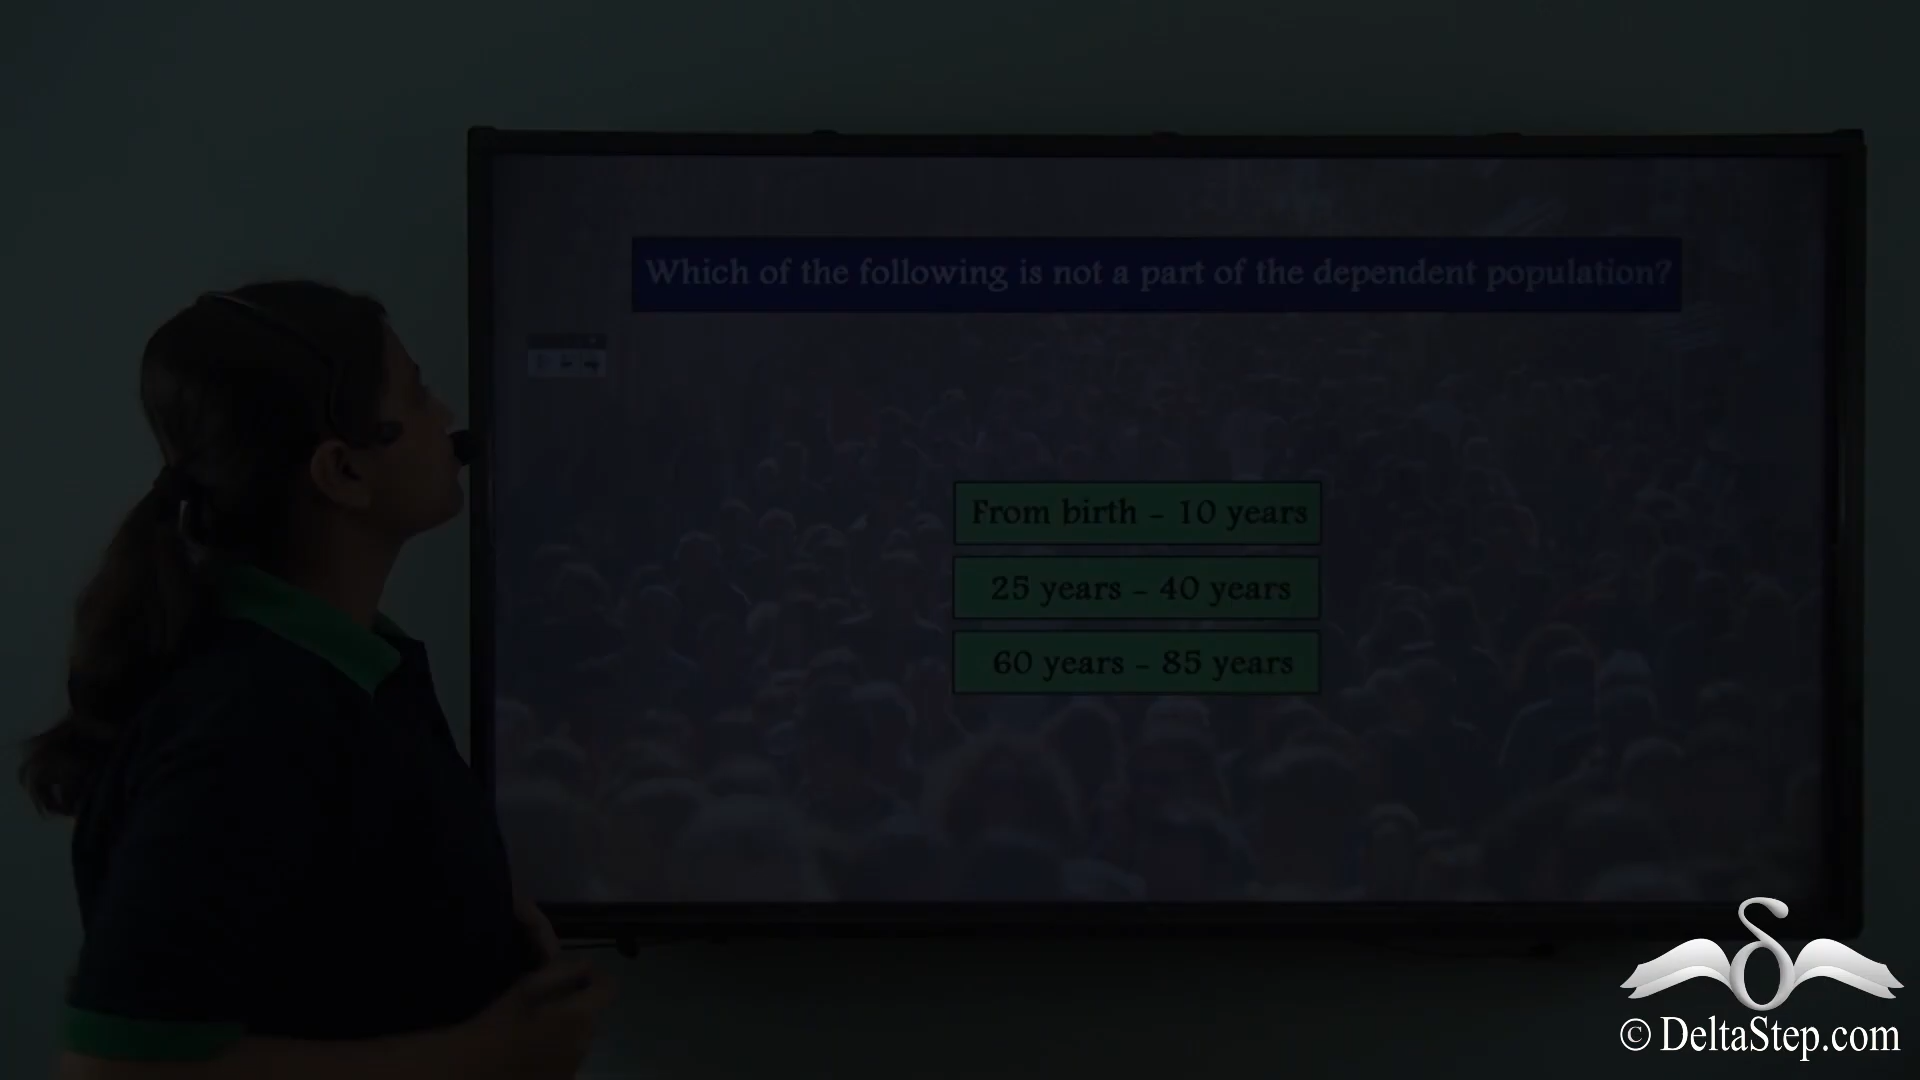 Which of the following is not a part of the dependent population?
From birth - 10 years
25 years - 40 years
60 years - 85 years
© DeltaStep.com